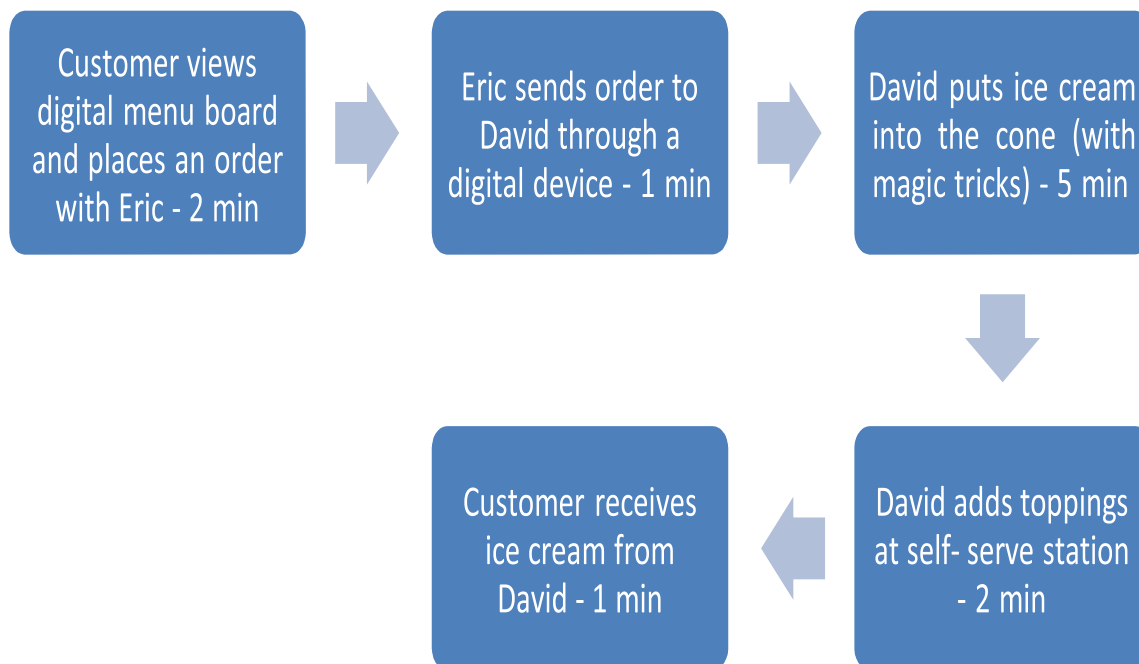 Customer views
digital menu board
and places an order
with Eric - 2 min
Eric sends order to
David through a
digital device - 1 min
David puts ice cream
into the cone (with
magic tricks) - 5 min
David adds toppings
at self- serve station
- 2 min
Customer receives
ice cream from
David - 1 min